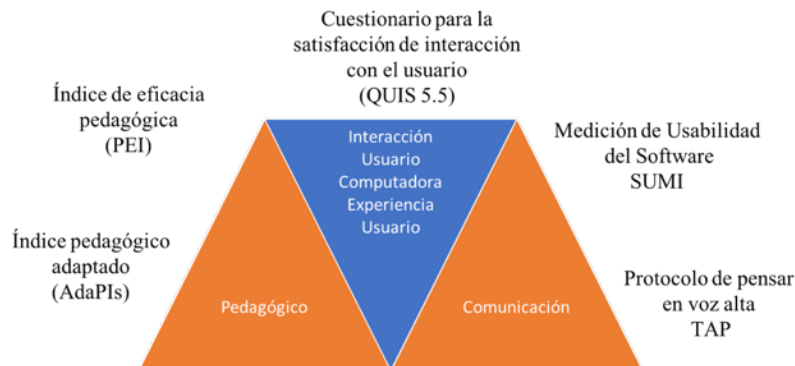 Cuestionario para la
satisfacción de interacción
con el usuario
(QUIS 5.5)
Índice de eficacia
pedagógica
(PEI)
Interacción
Usuario
Computadora
Experiencia
Usuario
Medición de Usabilidad
del Software
SUMI
Índice pedagógico
adaptado
(AdaPIs)
Pedagógico
Comunicación
Protocolo de pensar
en voz alta
TAP